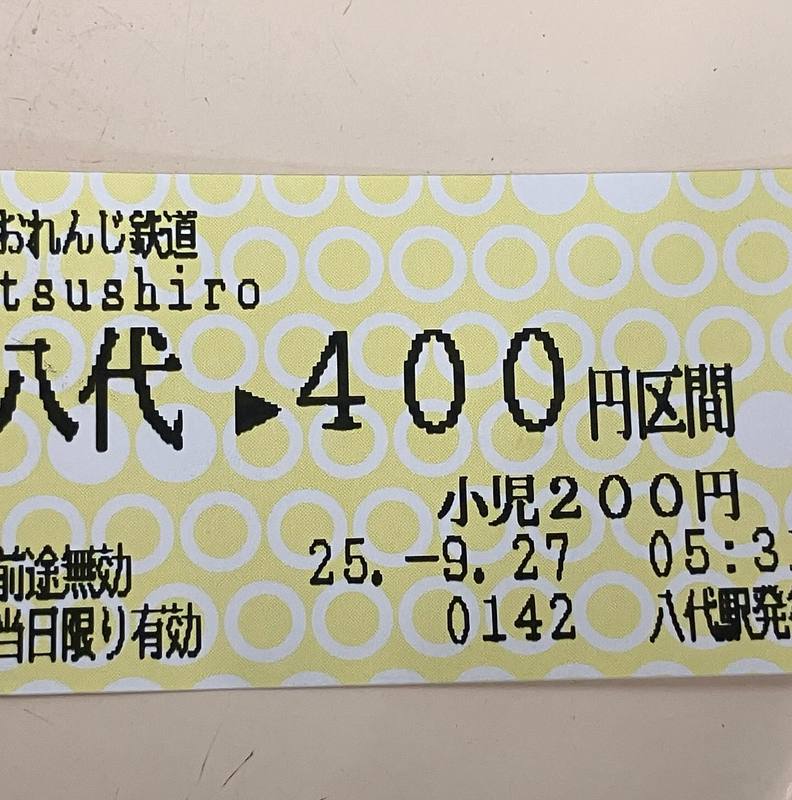 おれんじ鉄道
tsushiro
八代▶400円区間
小児200円
前途無効 25.-9.27 05:31
当日限り有効 0142 八代駅発